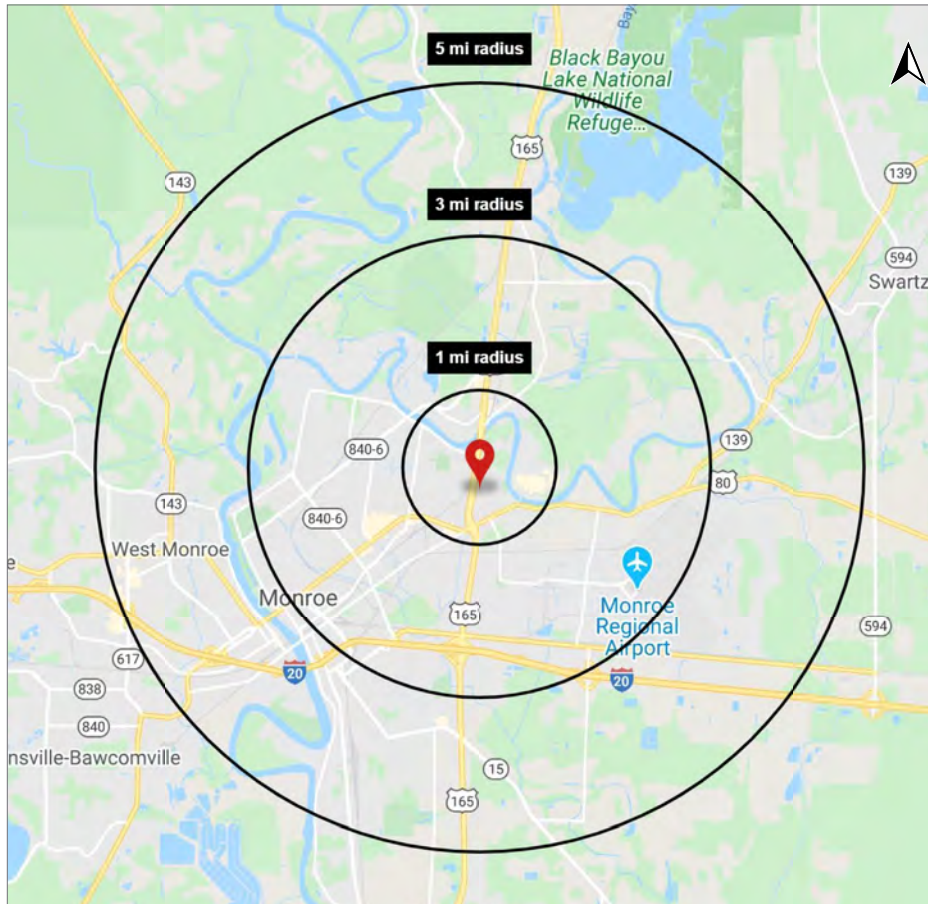 5 mi radius
Black Bayou
Lake National
Wildlife
Refuge...
165
143
139
3 mi radius
594
Swartz
1 mi radius
840-6
139
80
143
840-6
West Monroe
Monroe
165
Monroe
Regional
Airport
594
617
20
20
838
840
nsville-Bawcomville
15
165